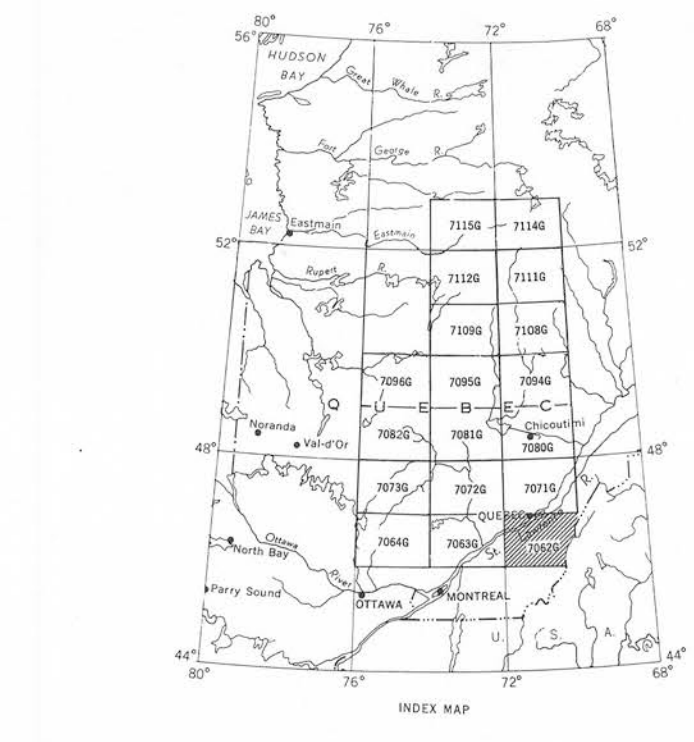 80°
76°
72°
68°
56°
HUDSON
BAY
Great Whale R.
Fort George R.
JAMES
BAY
Eastmain
Eastmain
7115G
7114G
52°
52°
Rupert R.
7112G
7111G
7109G
7108G
7096G
7095G
7094G
Q U E B E C
Noranda
Val-d'Or
Chicoutimi
7082G
7081G
7080G
48°
48°
7073G
7072G
7071G
QUEBEC
R.
Lawrence
St.
Ottawa
River
North Bay
7064G
7063G
7062G
Parry Sound
OTTAWA
MONTREAL
U. S. A.
44°
44°
80°
76°
72°
68°
INDEX MAP